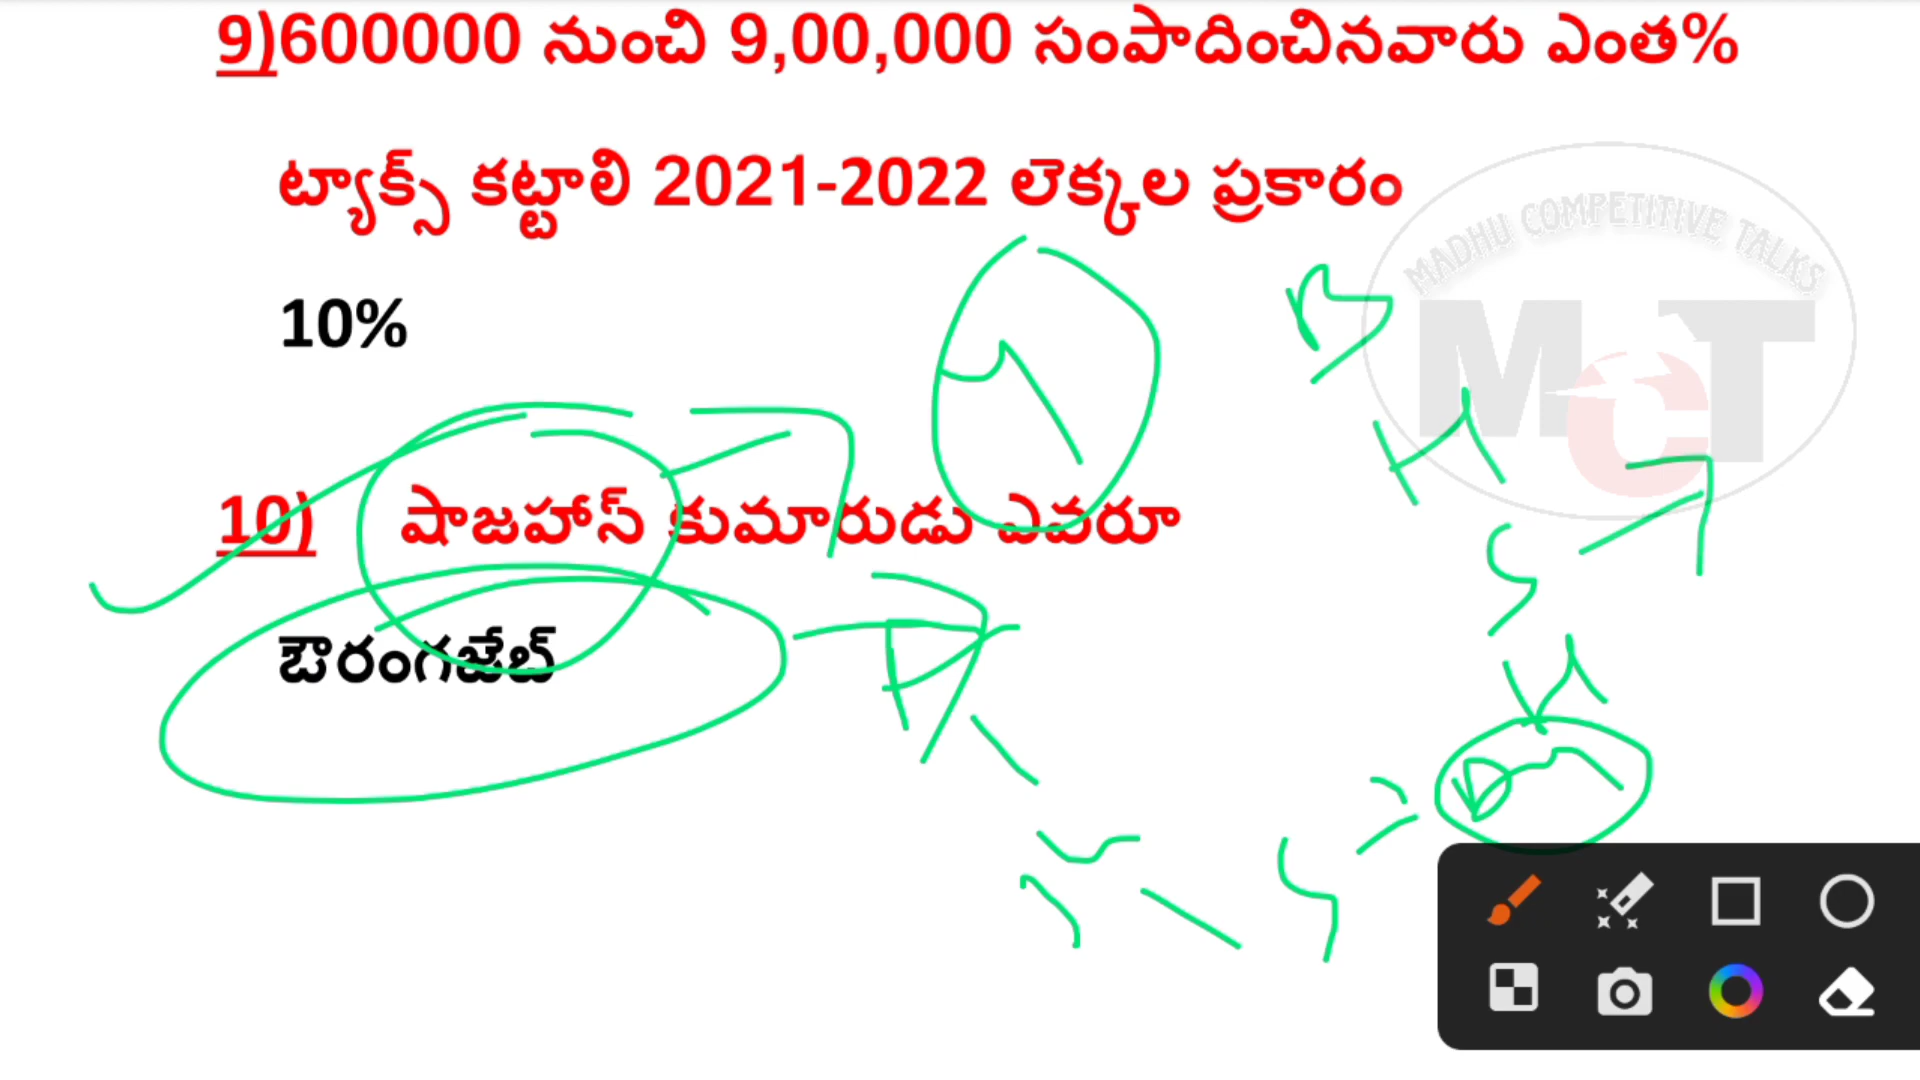 9)600000 నుంచి 9,00,000 సంపాదించినవారు ఎంత%
ట్యాక్స్ కట్టాలి 2021-2022 లెక్కల ప్రకారం
10%
10) షాజహాన్ కుమారుడు ఎవరూ
ఔరంగజేబ్
MADHU COMPETITIVE TALKS
MCT